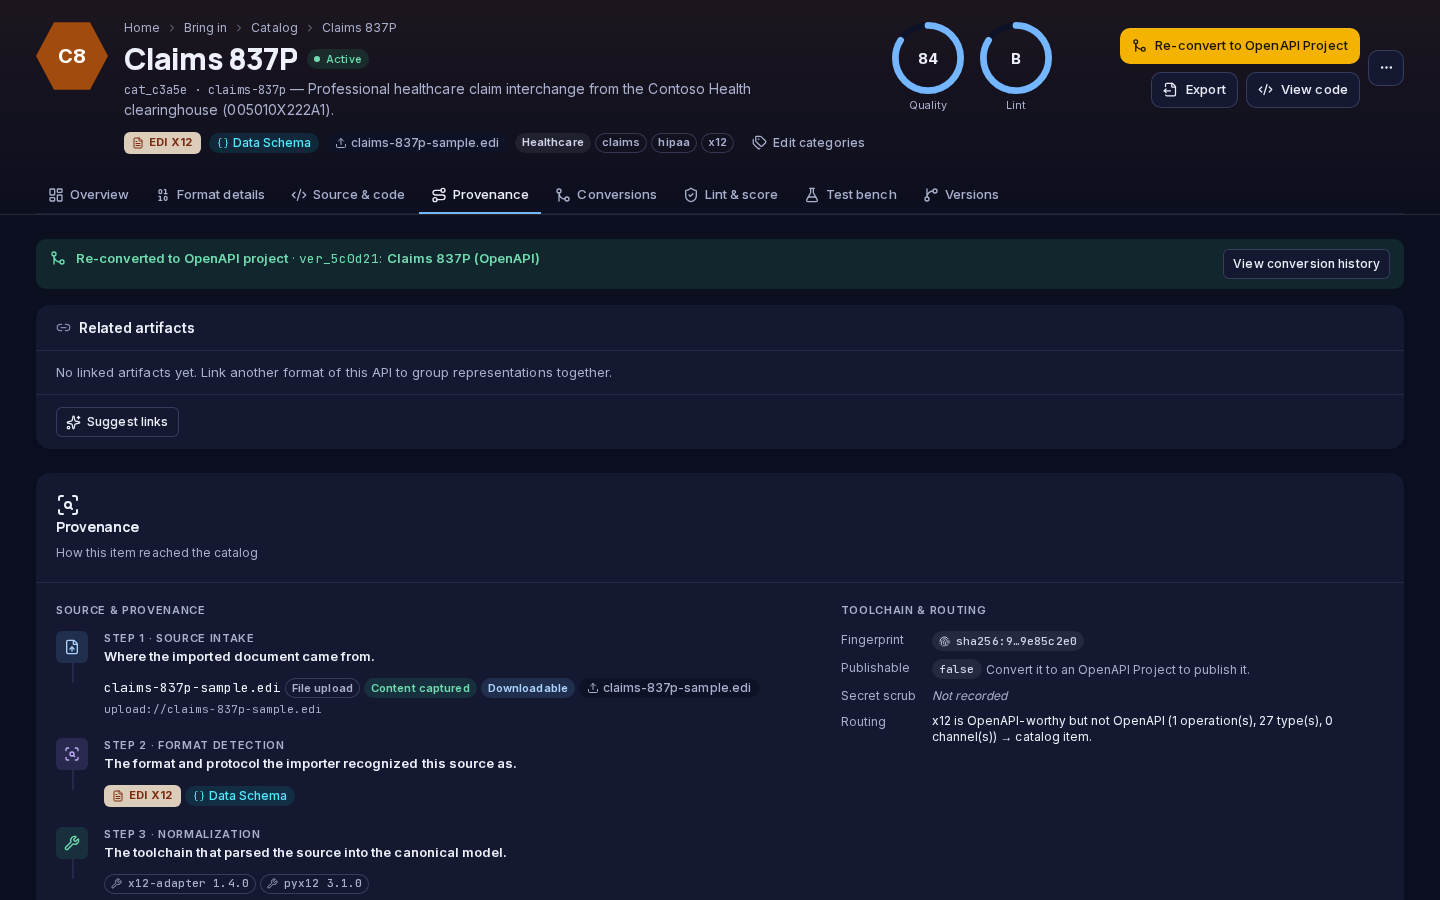 C8
Home > Bring in > Catalog > Claims 837P
Claims 837P
Active
cat_c3a5e · claims-837p — Professional healthcare claim interchange from the Contoso Health
clearinghouse (005010X222A1).
EDI X12
{} Data Schema
claims-837p-sample.edi
Healthcare
claims
hipaa
x12
Edit categories
84
Quality
B
Lint
Re-convert to OpenAPI Project
Export
View code
Overview
Format details
Source & code
Provenance
Conversions
Lint & score
Test bench
Versions
Re-converted to OpenAPI project · ver_5c0d21: Claims 837P (OpenAPI)
View conversion history
Related artifacts
No linked artifacts yet. Link another format of this API to group representations together.
Suggest links
Provenance
How this item reached the catalog
SOURCE & PROVENANCE
STEP 1 · SOURCE INTAKE
Where the imported document came from.
claims-837p-sample.edi File upload Content captured Downloadable claims-837p-sample.edi
upload://claims-837p-sample.edi
STEP 2 · FORMAT DETECTION
The format and protocol the importer recognized this source as.
EDI X12 {} Data Schema
STEP 3 · NORMALIZATION
The toolchain that parsed the source into the canonical model.
x12-adapter 1.4.0 pyx12 3.1.0
TOOLCHAIN & ROUTING
Fingerprint sha256:9…9e85c2e0
Publishable false Convert it to an OpenAPI Project to publish it.
Secret scrub Not recorded
Routing x12 is OpenAPI-worthy but not OpenAPI (1 operation(s), 27 type(s), 0
channel(s)) → catalog item.